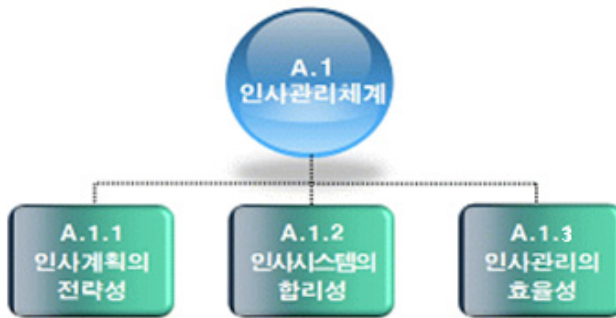 A.1
인사관리체계
A.1.1
인사계획의
전략성
A.1.2
인사시스템의
합리성
A.1.3
인사관리의
효율성